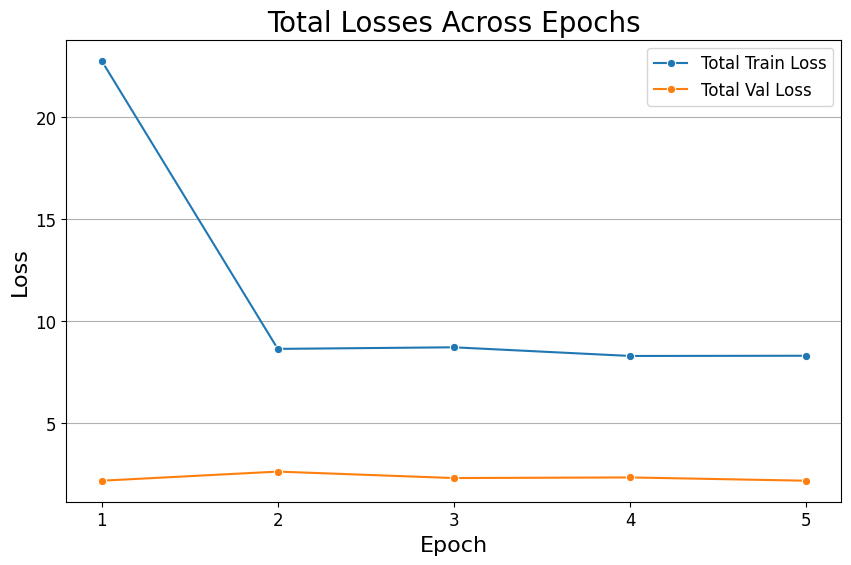 Total Losses Across Epochs
Total Train Loss
Total Val Loss
20
15
10
5
Loss
1 2 3 4 5
Epoch